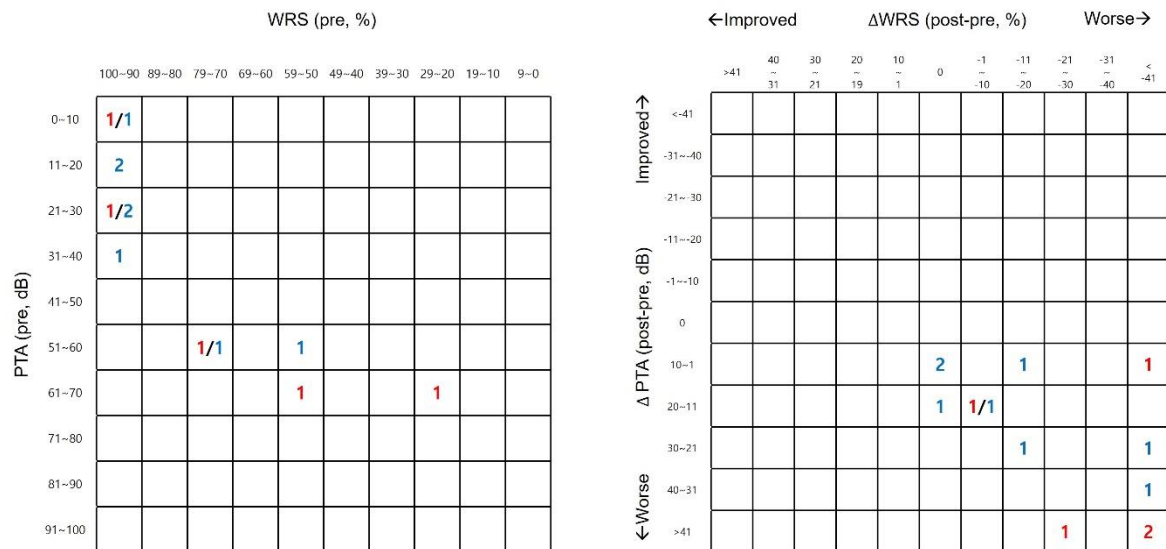 WRS (pre, %)
100~90 89~80 79~70 69~60 59~50 49~40 39~30 29~20 19~10 9~0
PTA (pre, dB)
0~10 1/1
11~20 2
21~30 1/2
31~40 1
41~50
51~60 1/1 1
61~70 1 1
71~80
81~90
91~100
←Improved ΔWRS (post-pre, %) Worse→
>41 40~31 30~21 20~19 10~1 0 -1~-10 -11~-20 -21~-30 -31~-40 <-41
Improved→
Δ PTA (post-pre, dB)
←Worse
<-41
-31~-40
-21~-30
-11~-20
-1~-10
0
10~1 2 1 1
20~11 1 1/1
30~21 1 1
40~31 1
>41 1 2